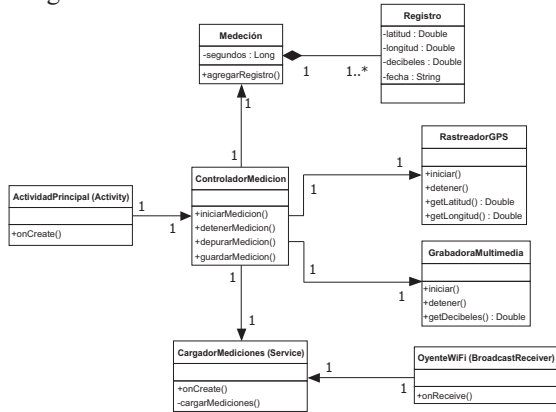 Medeción
-segundos : Long
+agregarRegistro()
1
1..*
Registro
-latitud : Double
-longitud : Double
-decibeles : Double
-fecha : String
1
1
ControladorMedicion
+iniciarMedicion()
+detenerMedicion()
+depurarMedicion()
+guardarMedicion()
ActividadPrincipal (Activity)
+onCreate()
1
1
1
1
RastreadorGPS
+iniciar()
+detener()
+getLatitud() : Double
+getLongitud() : Double
1
1
GrabadoraMultimedia
+iniciar()
+detener()
+getDecibeles() : Double
1
1
CargadorMediciones (Service)
+onCreate()
-cargarMediciones()
1
1
OyenteWiFi (BroadcastReceiver)
+onReceive()